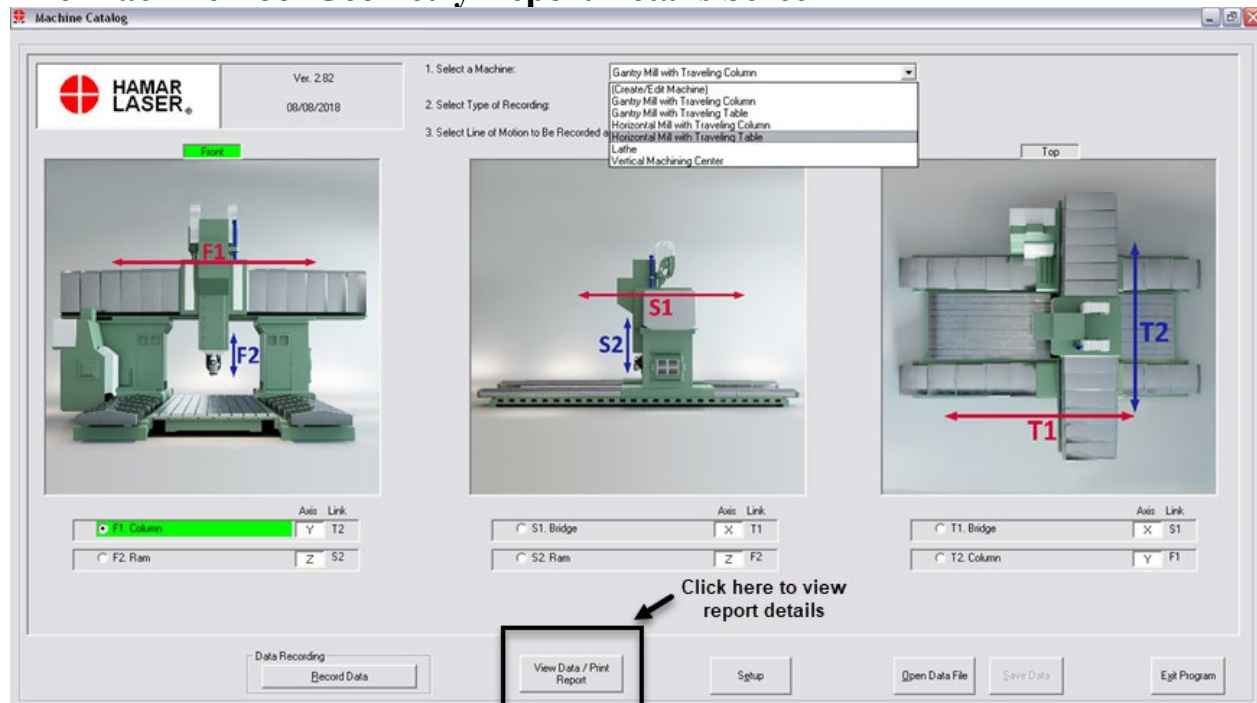 Machine Catalog
HAMAR
LASER®
Ver. 2.82
08/08/2018
1. Select a Machine:
Gantry Mill with Traveling Column
(Create/Edit Machine)
Gantry Mill with Traveling Column
Gantry Mill with Traveling Table
Horizontal Mill with Traveling Column
Horizontal Mill with Traveling Table
Lathe
Vertical Machining Center
2. Select Type of Recording:
3. Select Line of Motion to Be Recorded
Front
Top
F1
F2
S1
S2
T1
T2
Axis Link
F1. Column Y T2
F2. Ram Z S2
Axis Link
S1. Bridge X T1
S2. Ram Z F2
Axis Link
T1. Bridge X S1
T2. Column Y F1
Click here to view
report details
Data Recording
Record Data
View Data / Print
Report
Setup
Open Data File
Save Data
Exit Program